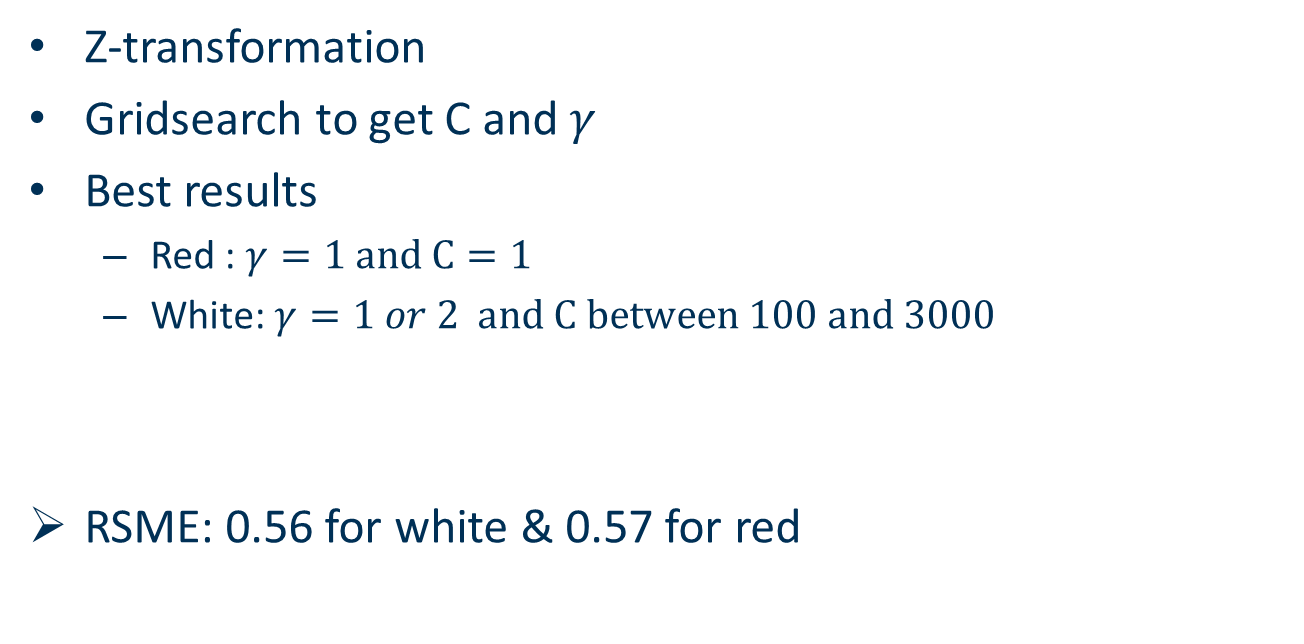 • Z-transformation
• Gridsearch to get C and γ
• Best results
– Red : γ = 1 and C = 1
– White: γ = 1 or 2 and C between 100 and 3000
➢ RSME: 0.56 for white & 0.57 for red